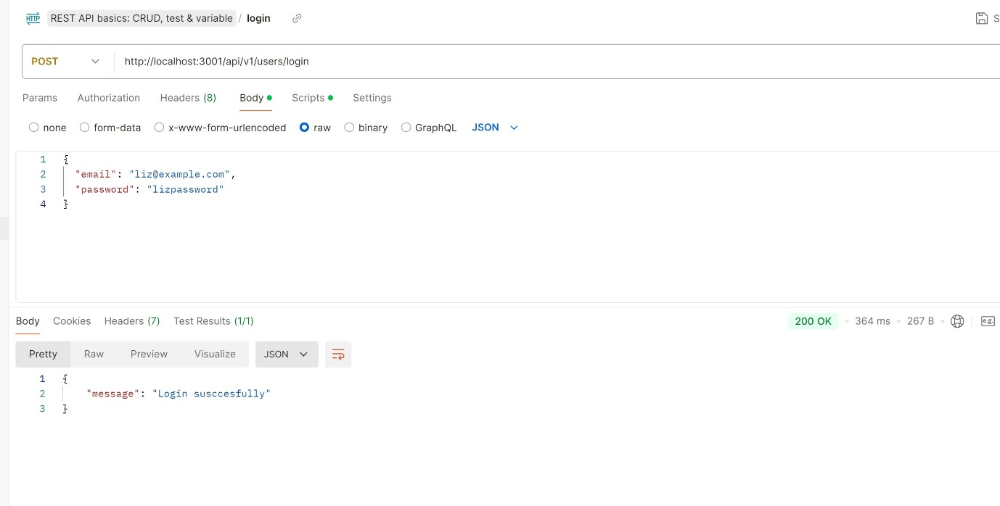 HTTP REST API basics: CRUD, test & variable / login
S
POST http://localhost:3001/api/v1/users/login
Params Authorization Headers (8) Body Scripts Settings
none form-data x-www-form-urlencoded raw binary GraphQL JSON
1 {
2 "email": "liz@example.com",
3 "password": "lizpassword"
4 }
Body Cookies Headers (7) Test Results (1/1) 200 OK 364 ms 267 B e.g.
Pretty Raw Preview Visualize JSON
1 {
2 "message": "Login susccesfully"
3 }